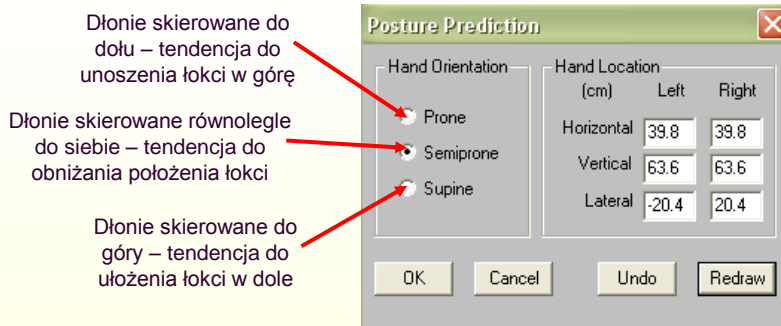 Dłonie skierowane do
dołu – tendencja do
unoszenia łokci w górę
Dłonie skierowane równolegle
do siebie – tendencja do
obniżania położenia łokci
Dłonie skierowane do
góry – tendencja do
ułożenia łokci w dole
Posture Prediction
Hand Orientation
Prone
Semiprone
Supine
Hand Location
(cm) Left Right
Horizontal 39.8 39.8
Vertical 63.6 63.6
Lateral -20.4 20.4
OK Cancel Undo Redraw